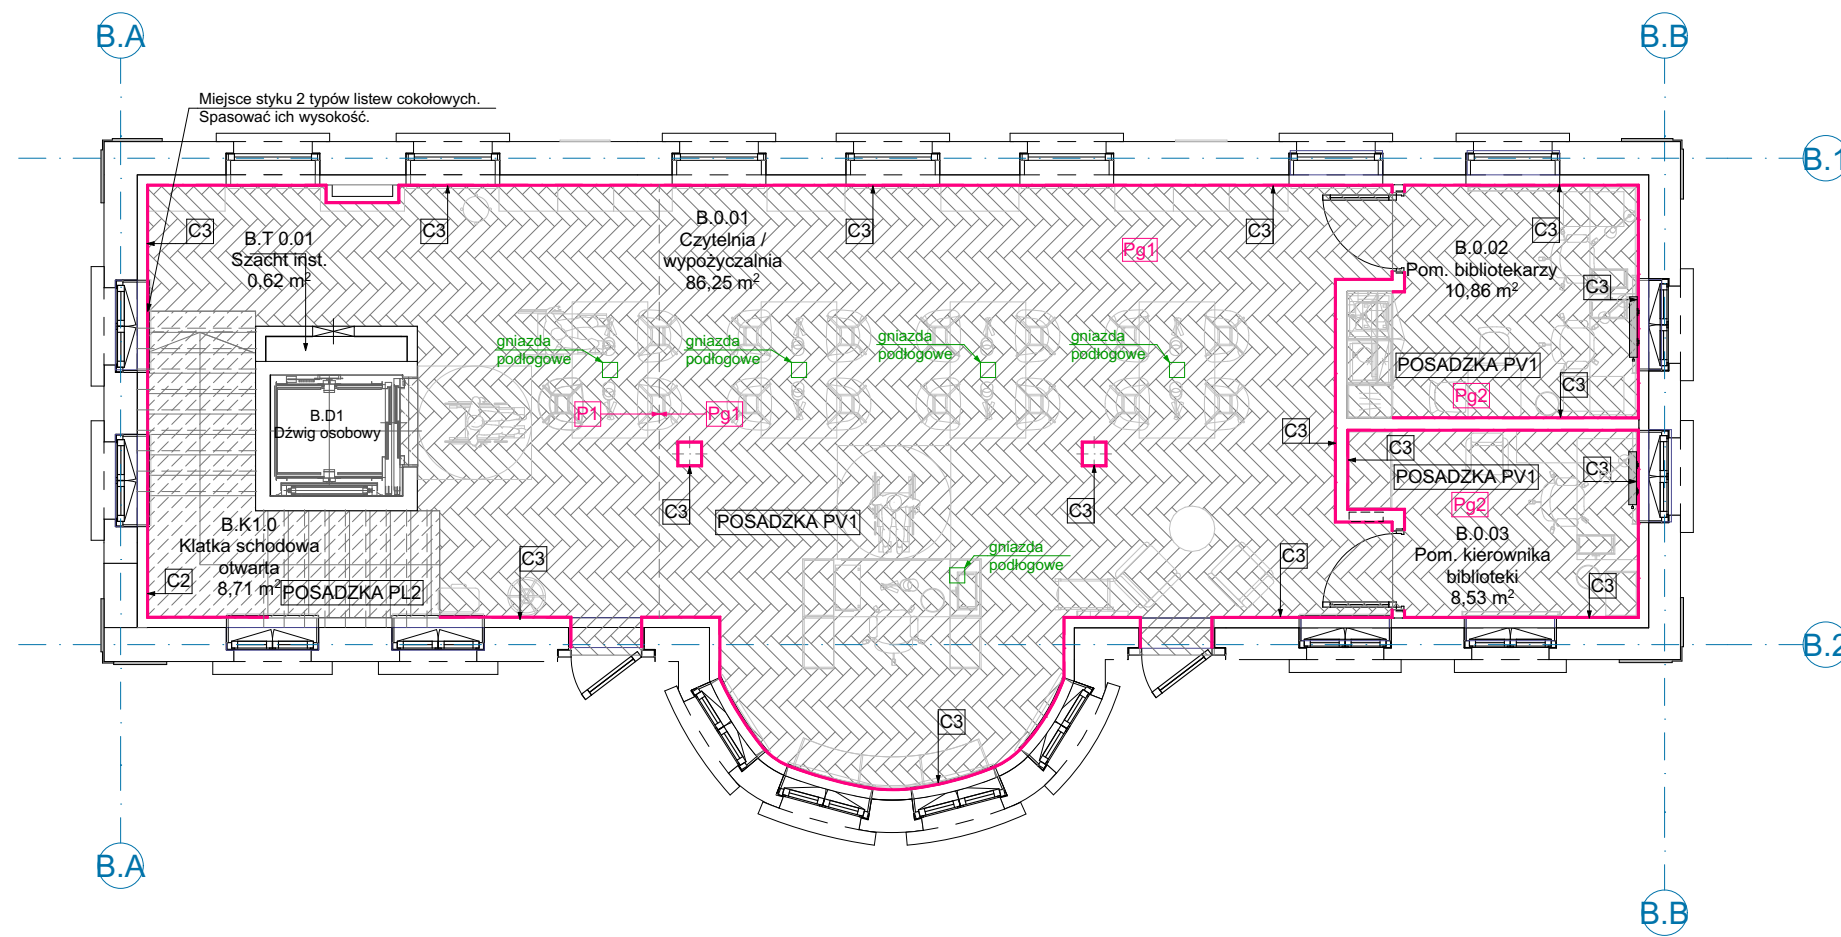 B.A
B.B
Miejsce styku 2 typów listew cokołowych.
Spasować ich wysokość.
B.1
C3
C3
C3
C3
C3
B.T 0.01
Szacht inst.
0,62 m²
B.0.01
Czytelnia /
wypożyczalnia
86,25 m²
Pg1
B.0.02
Pom. bibliotekarzy
10,86 m²
C3
gniazda
podłogowe
gniazda
podłogowe
gniazda
podłogowe
gniazda
podłogowe
POSADZKA PV1
Pg2
C3
P1
Pg1
B.D1
Dźwig osobowy
C3
C3
C3
POSADZKA PV1
Pg2
C3
C3
POSADZKA PV1
B.K1.0
Klatka schodowa
otwarta
8,71 m²
C2
POSADZKA PL2
C3
gniazda
podłogowe
C3
B.0.03
Pom. kierownika
biblioteki
8,53 m²
C3
B.2
C3
B.A
B.B